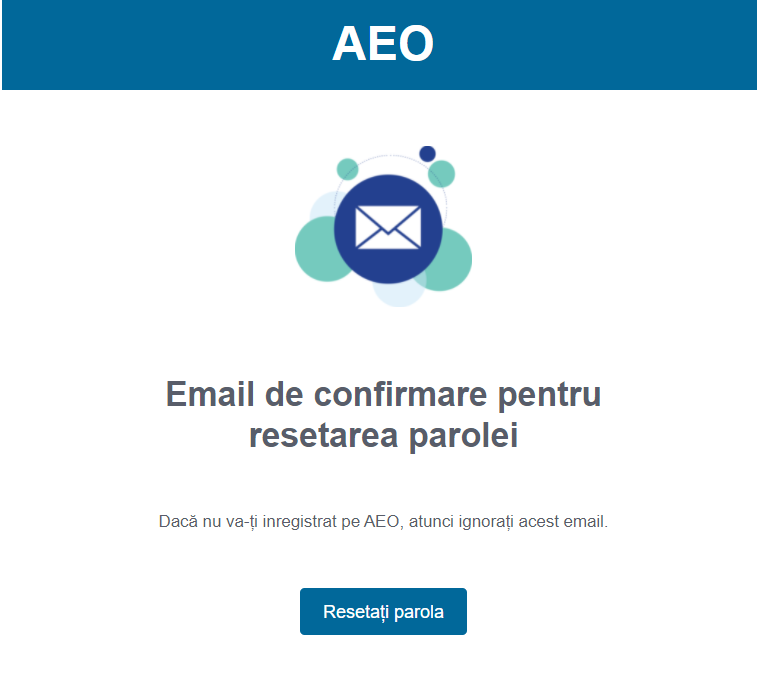 AEO
Email de confirmare pentru
resetarea parolei
Dacă nu va-ți inregistrat pe AEO, atunci ignorați acest email.
Resetați parola